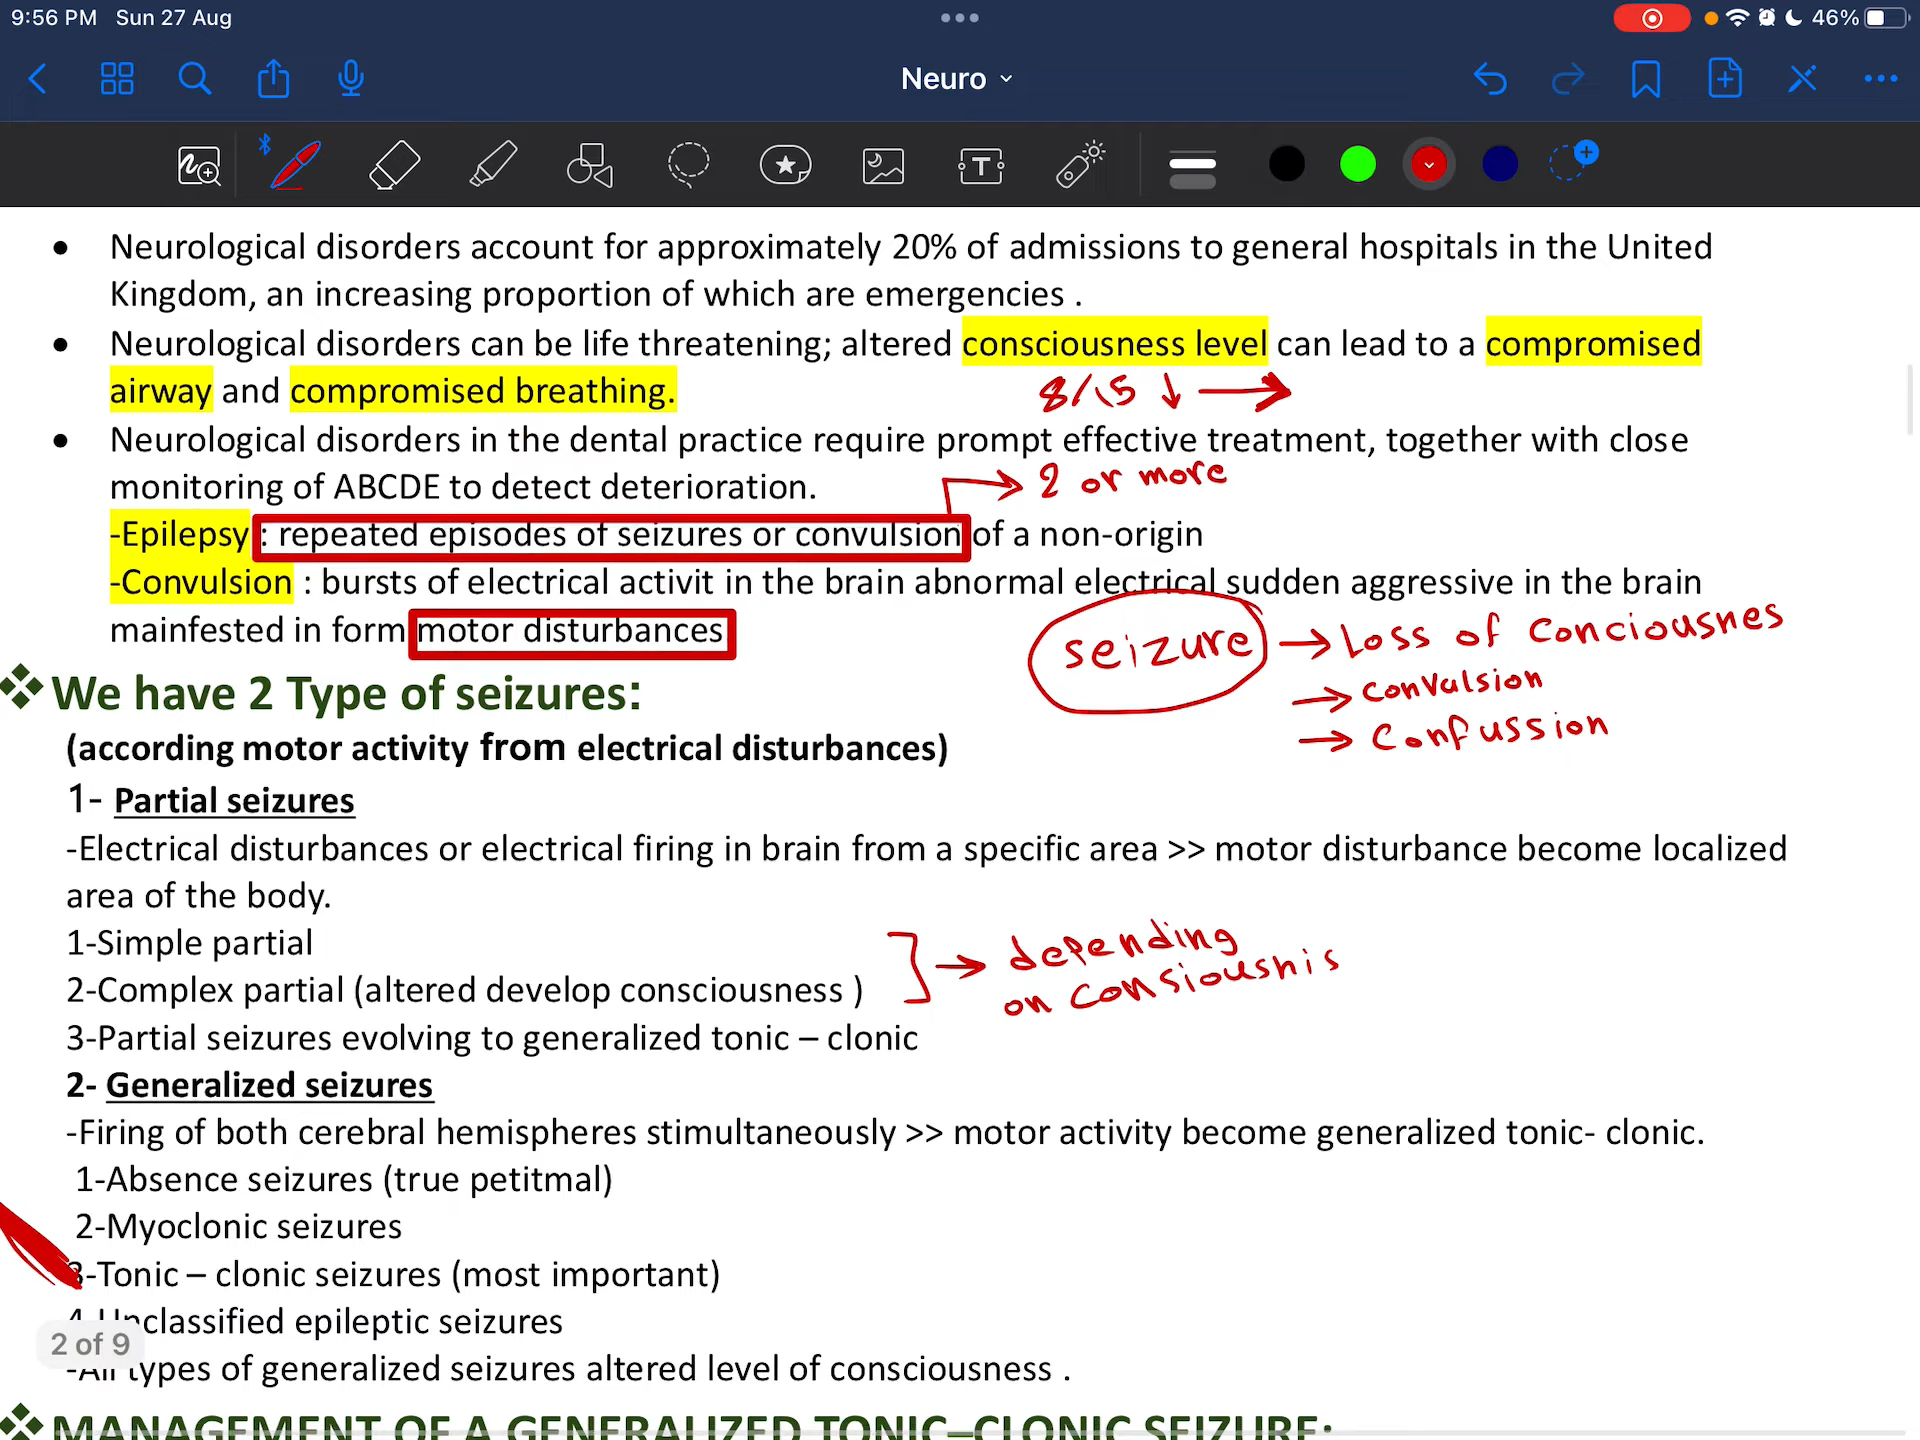 9:56 PM Sun 27 Aug
46%
Neuro
Neurological disorders account for approximately 20% of admissions to general hospitals in the United
Kingdom, an increasing proportion of which are emergencies .
Neurological disorders can be life threatening; altered consciousness level can lead to a compromised
airway and compromised breathing.
8/15 ↓ →
Neurological disorders in the dental practice require prompt effective treatment, together with close
monitoring of ABCDE to detect deterioration.
→ 2 or more
-Epilepsy : repeated episodes of seizures or convulsion of a non-origin
-Convulsion : bursts of electrical activit in the brain abnormal electrical sudden aggressive in the brain
mainfested in form motor disturbances
seizure → Loss of conciousnes
→ convulsion
→ confussion
We have 2 Type of seizures:
(according motor activity from electrical disturbances)
1- Partial seizures
-Electrical disturbances or electrical firing in brain from a specific area >> motor disturbance become localized
area of the body.
1-Simple partial
2-Complex partial (altered develop consciousness )
→ depending
on consiousnis
3-Partial seizures evolving to generalized tonic – clonic
2- Generalized seizures
-Firing of both cerebral hemispheres stimultaneously >> motor activity become generalized tonic- clonic.
1-Absence seizures (true petitmal)
2-Myoclonic seizures
3-Tonic – clonic seizures (most important)
4-Unclassified epileptic seizures
2 of 9
-All types of generalized seizures altered level of consciousness .
MANAGEMENT OF A GENERALIZED TONIC–CLONIC SEIZURE: